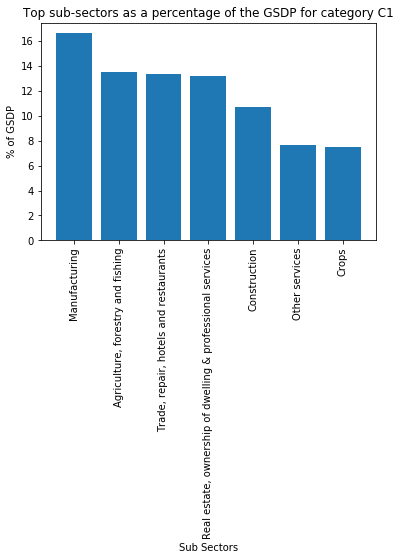 Top sub-sectors as a percentage of the GSDP for category C1
% of GSDP
16
14
12
10
8
6
4
2
0
Manufacturing
Agriculture, forestry and fishing
Trade, repair, hotels and restaurants
Real estate, ownership of dwelling & professional services
Construction
Other services
Crops
Sub Sectors